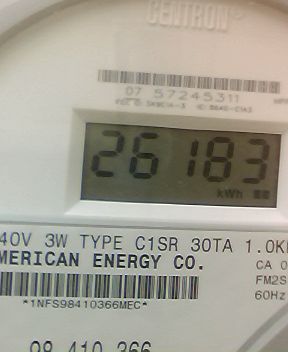 CENTRON
07 57245311
26183
kWh
40V 3W TYPE C1SR 30TA 1.0K
MERICAN ENERGY CO.
CA 0
FM2S
60Hz
*1NFS98410366MEC*
98 410 366